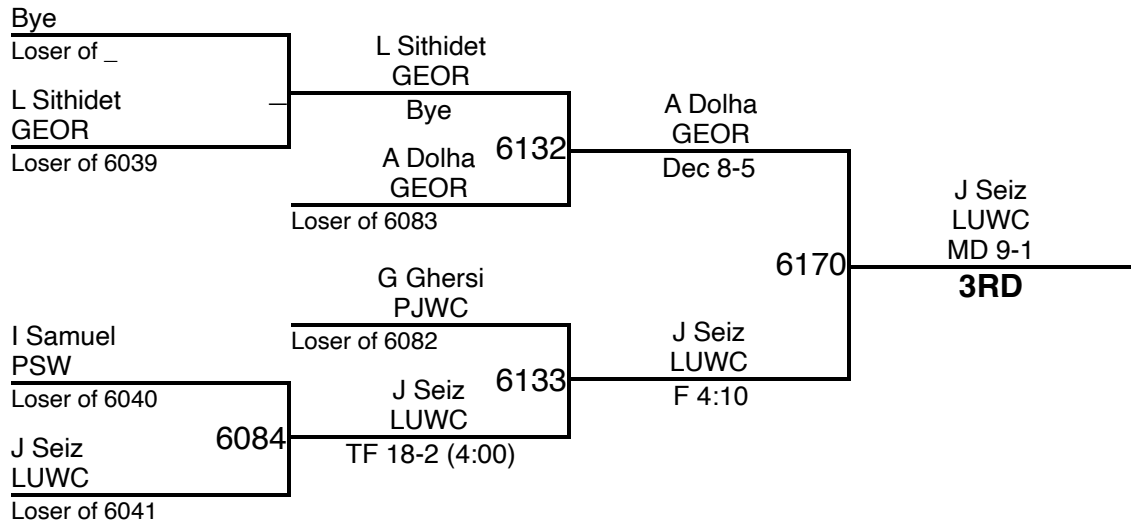 Bye
Loser of _
L Sithidet
GEOR
Loser of 6039
_
L Sithidet
GEOR
Bye
A Dolha
GEOR
Loser of 6083
6132
A Dolha
GEOR
Dec 8-5
G Ghersi
PJWC
Loser of 6082
I Samuel
PSW
Loser of 6040
J Seiz
LUWC
Loser of 6041
6084
J Seiz
LUWC
TF 18-2 (4:00)
6133
J Seiz
LUWC
F 4:10
6170
J Seiz
LUWC
MD 9-1
3RD